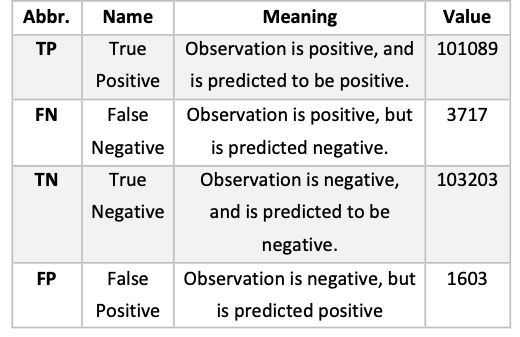 Abbr. Name Meaning Value
TP True Observation is positive, and 101089
Positive is predicted to be positive.
FN False Observation is positive, but 3717
Negative is predicted negative.
TN True Observation is negative, 103203
Negative and is predicted to be
negative.
FP False Observation is negative, but 1603
Positive is predicted positive